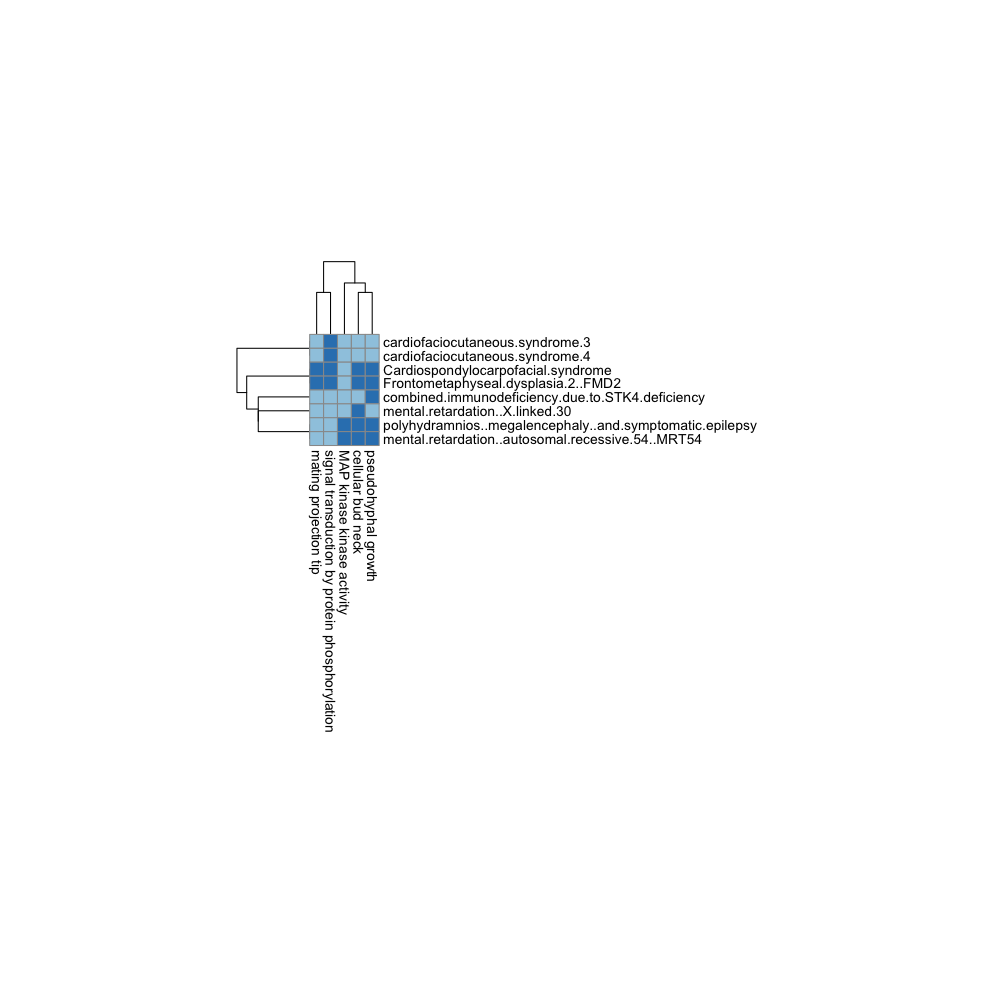 cardiofaciocutaneous.syndrome.3
cardiofaciocutaneous.syndrome.4
Cardiospondylocarpofacial.syndrome
Frontometaphyseal.dysplasia.2..FMD2
combined.immunodeficiency.due.to.STK4.deficiency
mental.retardation..X.linked.30
polyhydramnios..megalencephaly..and.symptomatic.epilepsy
mental.retardation..autosomal.recessive.54..MRT54
mating projection tip
signal transduction by protein phosphorylation
MAP kinase kinase activity
cellular bud neck
pseudohyphal growth